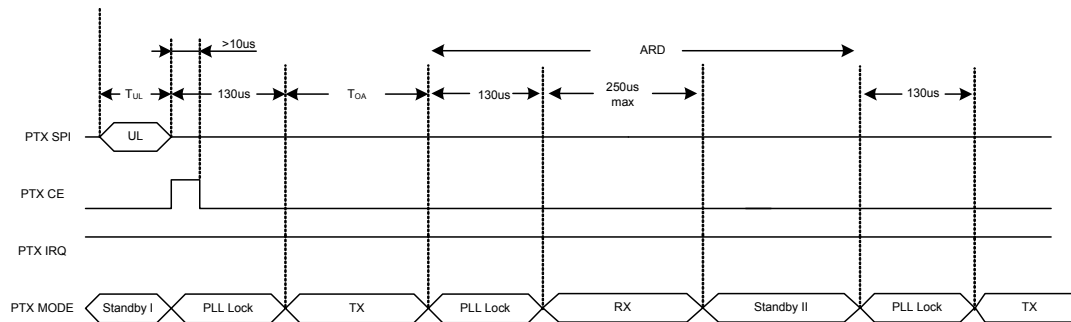 >10us
ARD
TUL
130us
TOA
130us
250us
max
130us
PTX SPI
UL
PTX CE
PTX IRQ
PTX MODE
Standby I
PLL Lock
TX
PLL Lock
RX
Standby II
PLL Lock
TX